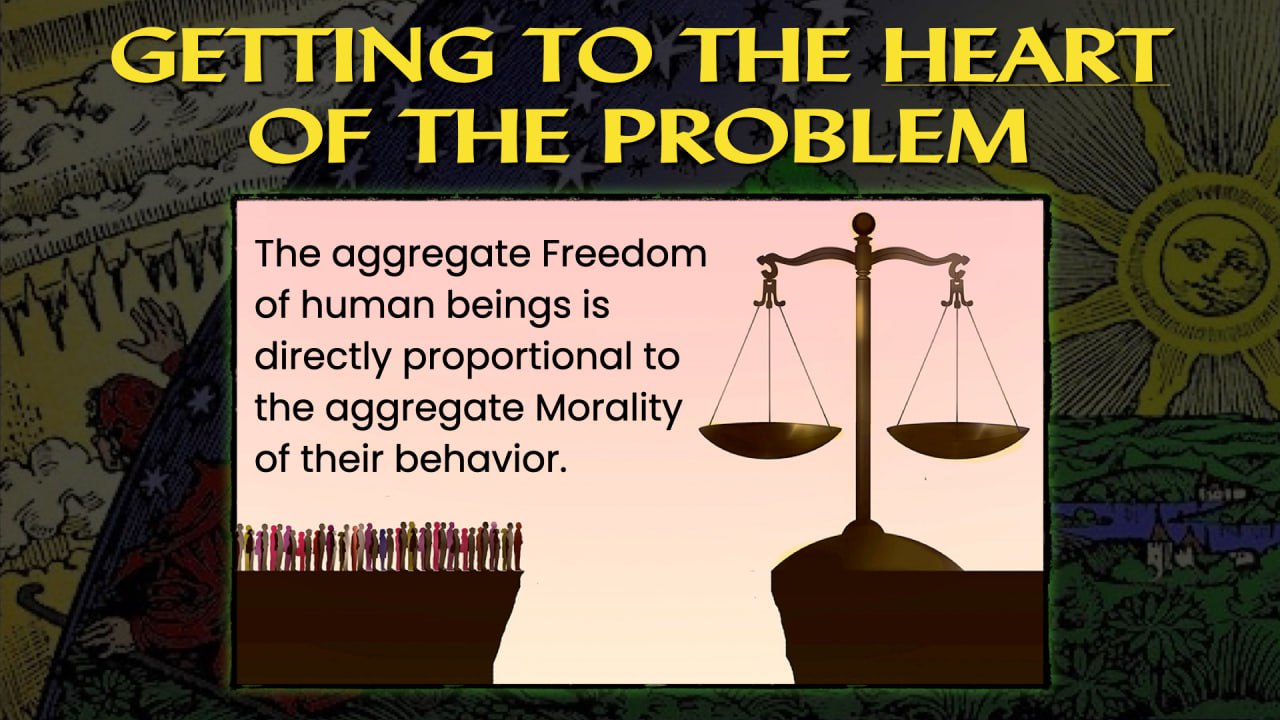 GETTING TO THE HEART
OF THE PROBLEM
The aggregate Freedom
of human beings is
directly proportional to
the aggregate Morality
of their behavior.